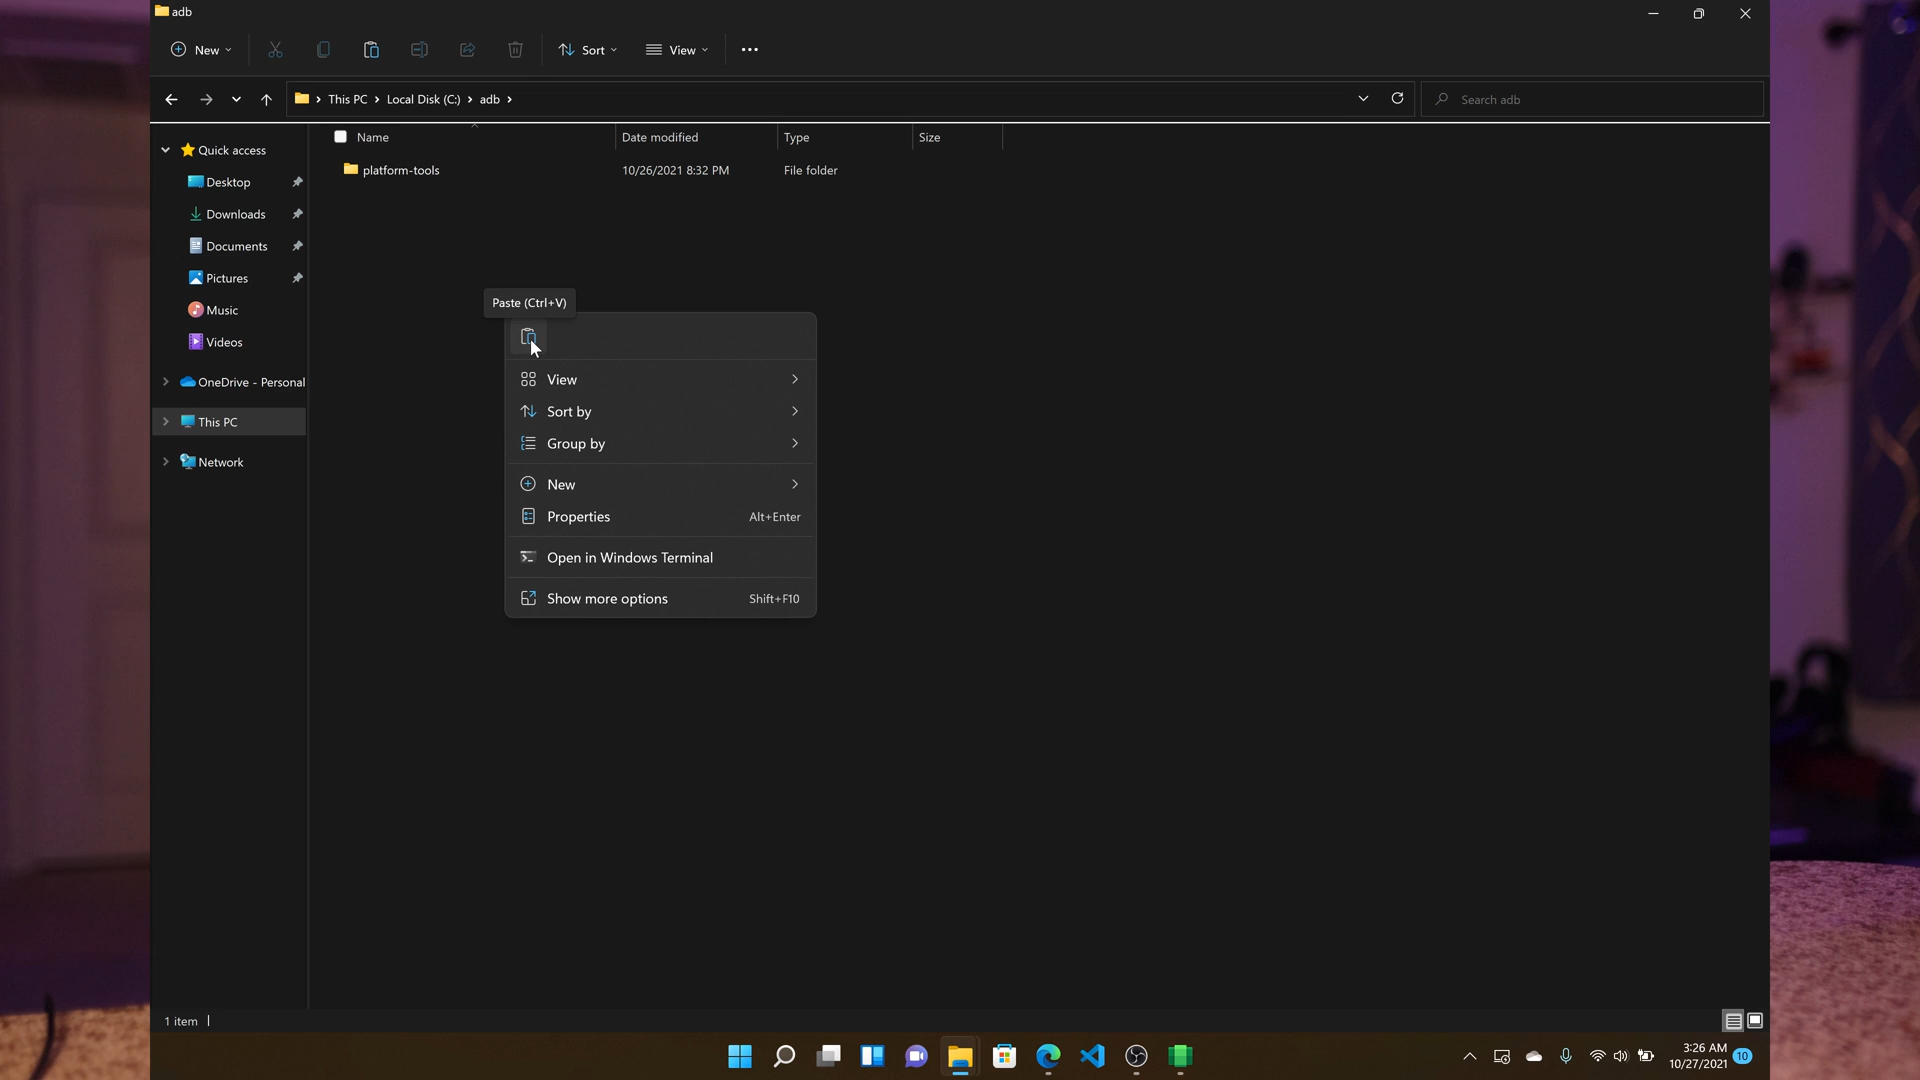 adb
New
Sort
View
This PC
Local Disk (C:)
adb
Search adb
Name
Date modified
Type
Size
platform-tools
10/26/2021 8:32 PM
File folder
Quick access
Desktop
Downloads
Documents
Pictures
Music
Videos
OneDrive - Personal
This PC
Network
Paste (Ctrl+V)
View
Sort by
Group by
New
Properties Alt+Enter
Open in Windows Terminal
Show more options Shift+F10
1 item
3:26 AM
10/27/2021
10